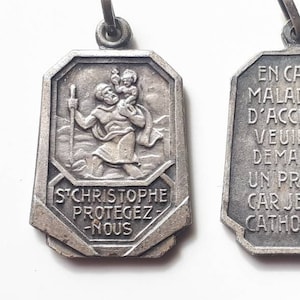 ST CHRISTOPHE
PROTEGEZ-
-NOUS
EN CA
MALA
D'ACC
VEUI
DEMA
UN PR
CAR JE
CATHO